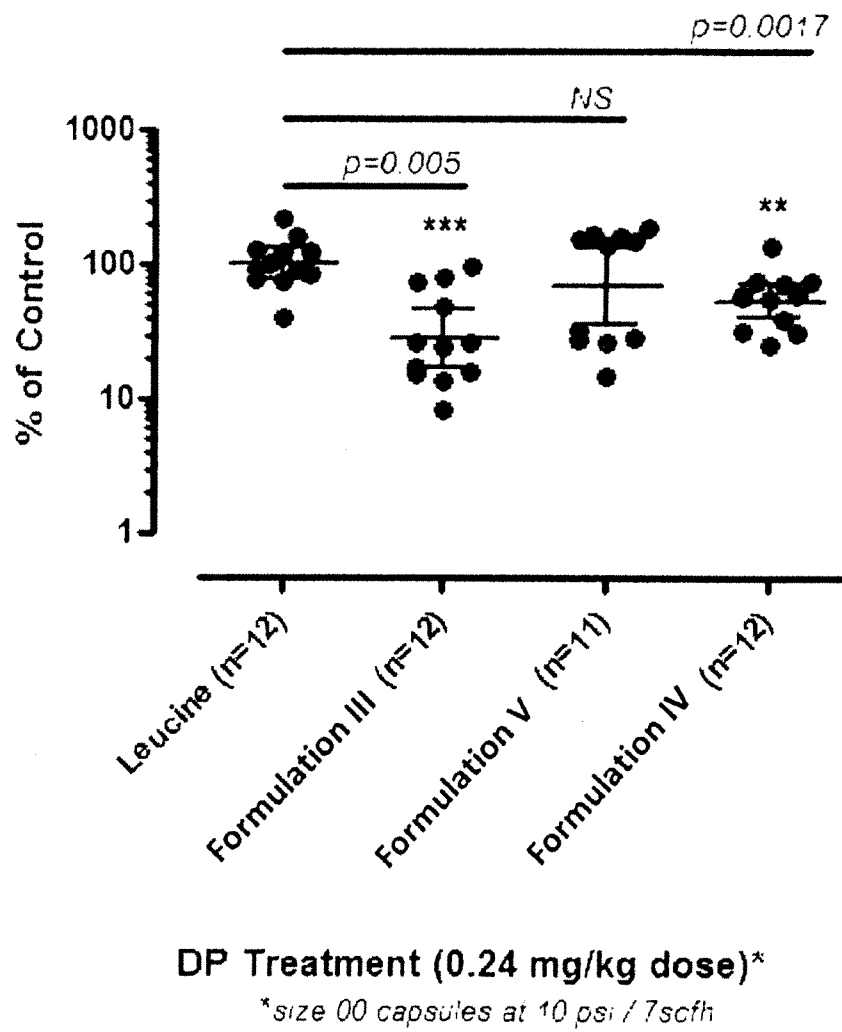 p=0.0017
NS
1000
p=0.005
***
**
100
% of Control
10
1
Leucine (n=12)
Formulation III (n=12)
Formulation V (n=11)
Formulation IV (n=12)
DP Treatment (0.24 mg/kg dose)*
*size 00 capsules at 10 psi / 7scfh